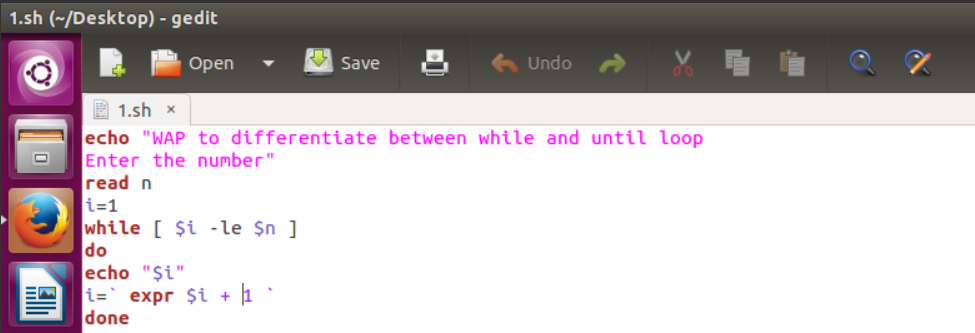 1.sh (~/Desktop) - gedit
Open Save Undo
1.sh ×
echo "WAP to differentiate between while and until loop
Enter the number"
read n
i=1
while [ $i -le $n ]
do
echo "$i"
i=` expr $i + 1 `
done